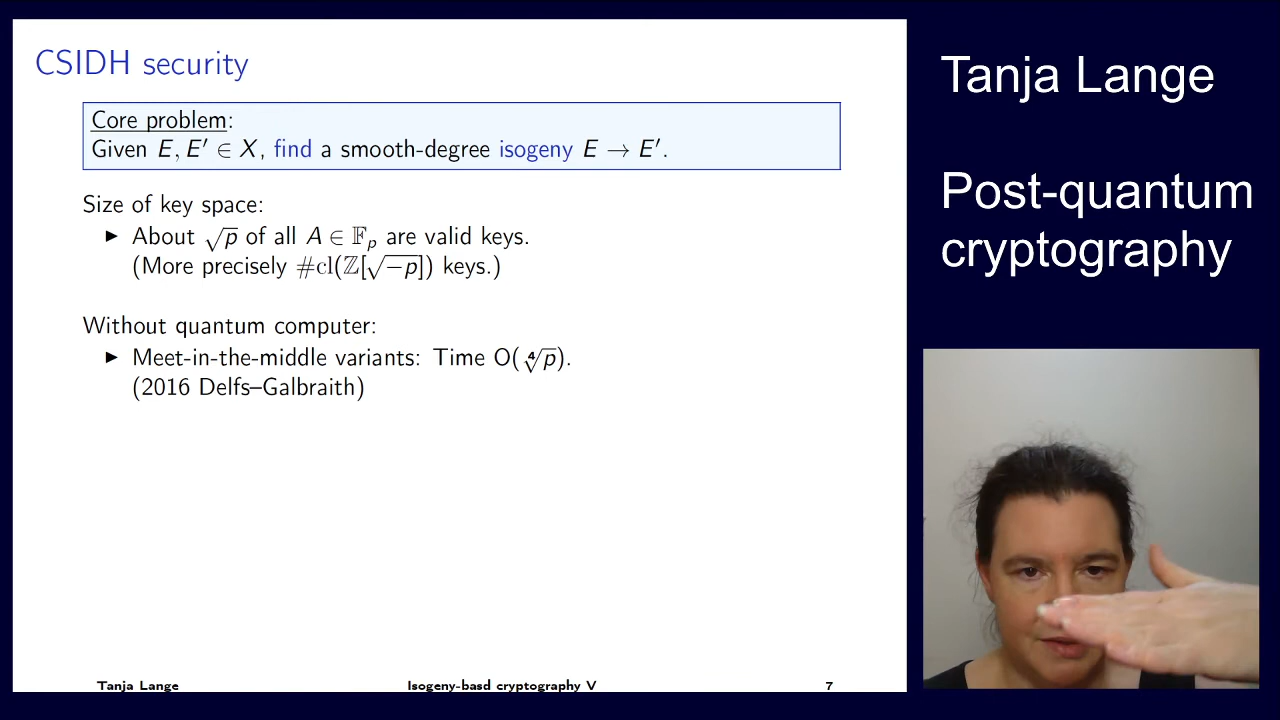 CSIDH security
Core problem:
Given E, E′ ∈ X, find a smooth-degree isogeny E → E′.
Size of key space:
▶ About √p of all A ∈ 𝔽ₚ are valid keys.
(More precisely #cl(ℤ[√−p]) keys.)
Without quantum computer:
▶ Meet-in-the-middle variants: Time O(∜p).
(2016 Delfs–Galbraith)
Tanja Lange
Isogeny-basd cryptography V
7
Tanja Lange
Post-quantum
cryptography